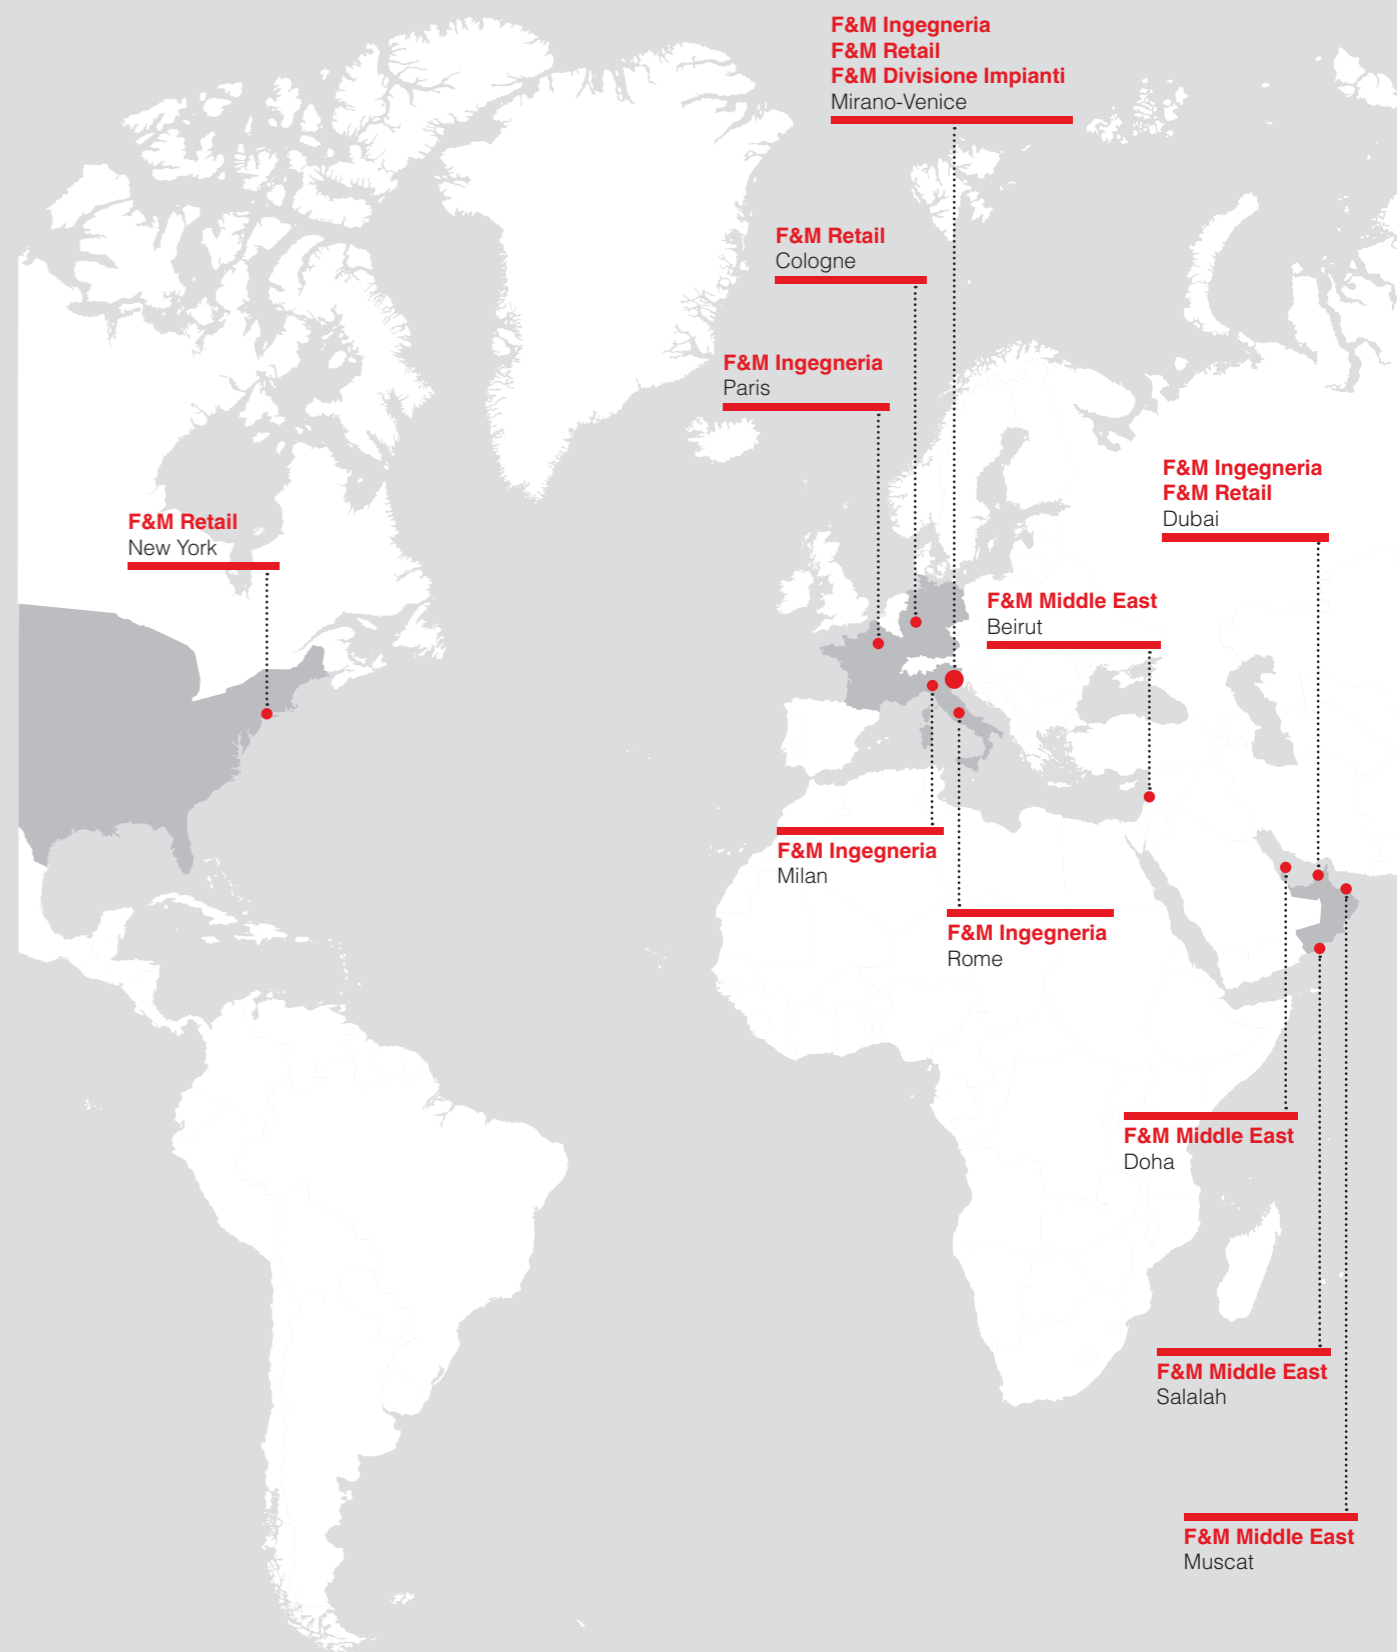 F&M Ingegneria
F&M Retail
F&M Divisione Impianti
Mirano-Venice
F&M Retail
Cologne
F&M Ingegneria
Paris
F&M Ingegneria
F&M Retail
Dubai
F&M Retail
New York
F&M Middle East
Beirut
F&M Ingegneria
Milan
F&M Ingegneria
Rome
F&M Middle East
Doha
F&M Middle East
Salalah
F&M Middle East
Muscat